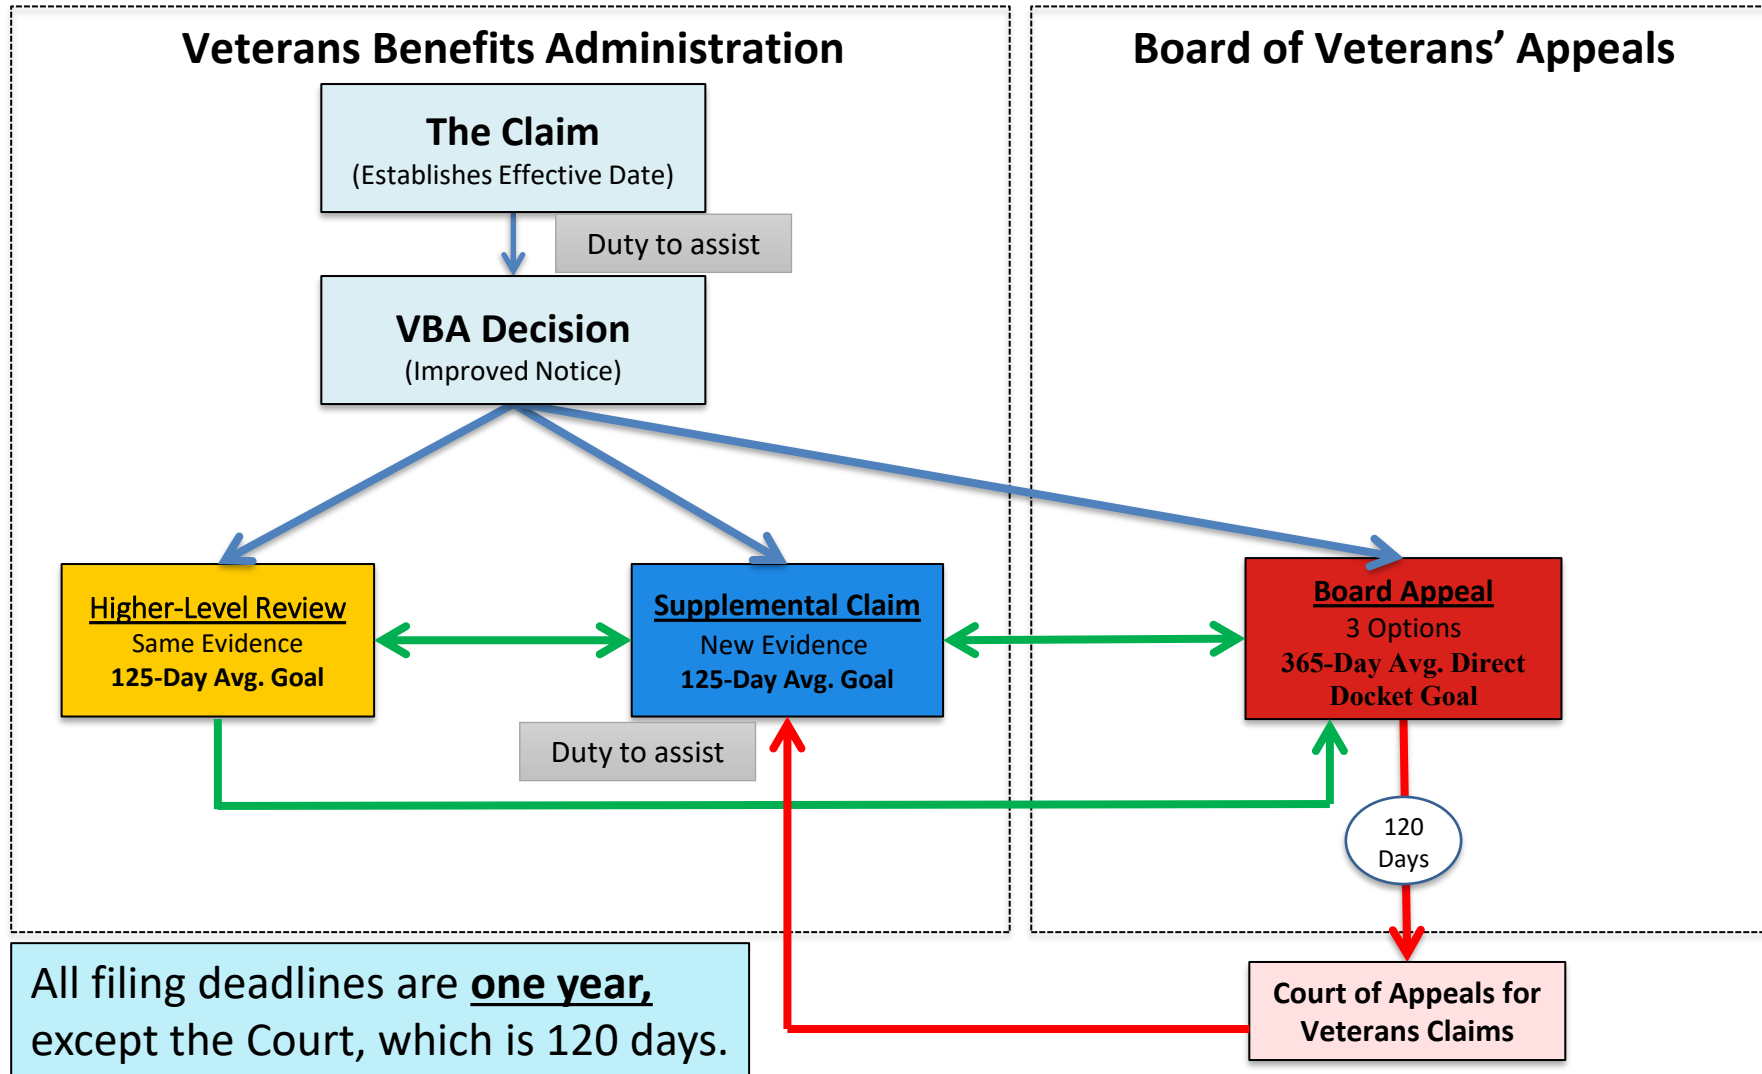 Veterans Benefits Administration
Board of Veterans’ Appeals
The Claim
(Establishes Effective Date)
Duty to assist
VBA Decision
(Improved Notice)
Higher-Level Review
Same Evidence
125-Day Avg. Goal
Supplemental Claim
New Evidence
125-Day Avg. Goal
Board Appeal
3 Options
365-Day Avg. Direct
Docket Goal
Duty to assist
120
Days
All filing deadlines are one year,
except the Court, which is 120 days.
Court of Appeals for
Veterans Claims